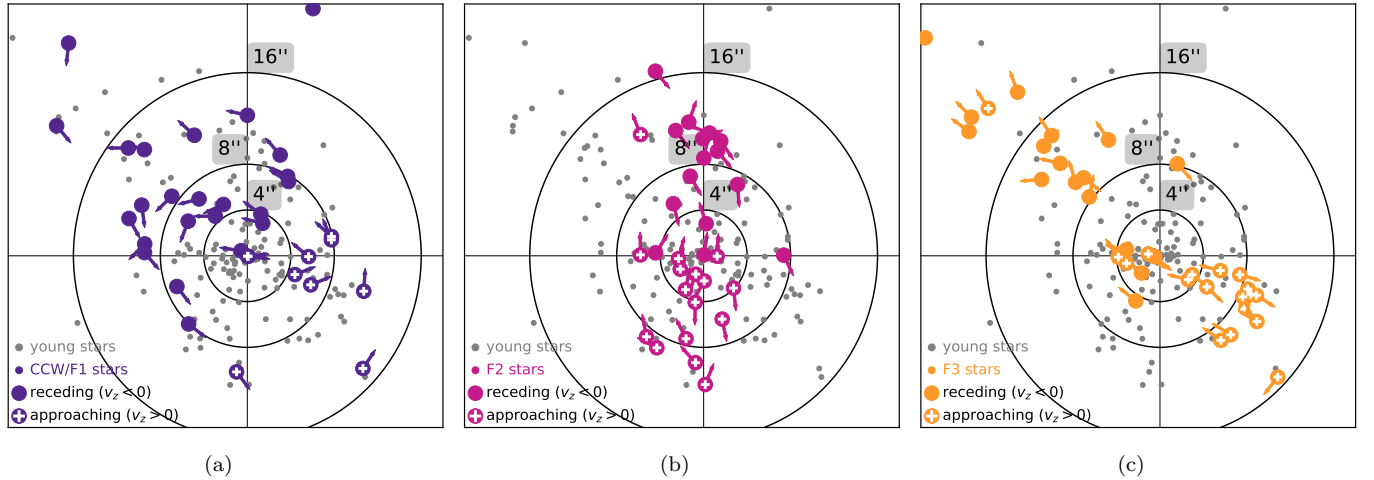 16''
8''
4''
young stars
CCW/F1 stars
receding (v_z < 0)
approaching (v_z > 0)
(a)
16''
8''
4''
young stars
F2 stars
receding (v_z < 0)
approaching (v_z > 0)
(b)
16''
8''
4''
young stars
F3 stars
receding (v_z < 0)
approaching (v_z > 0)
(c)